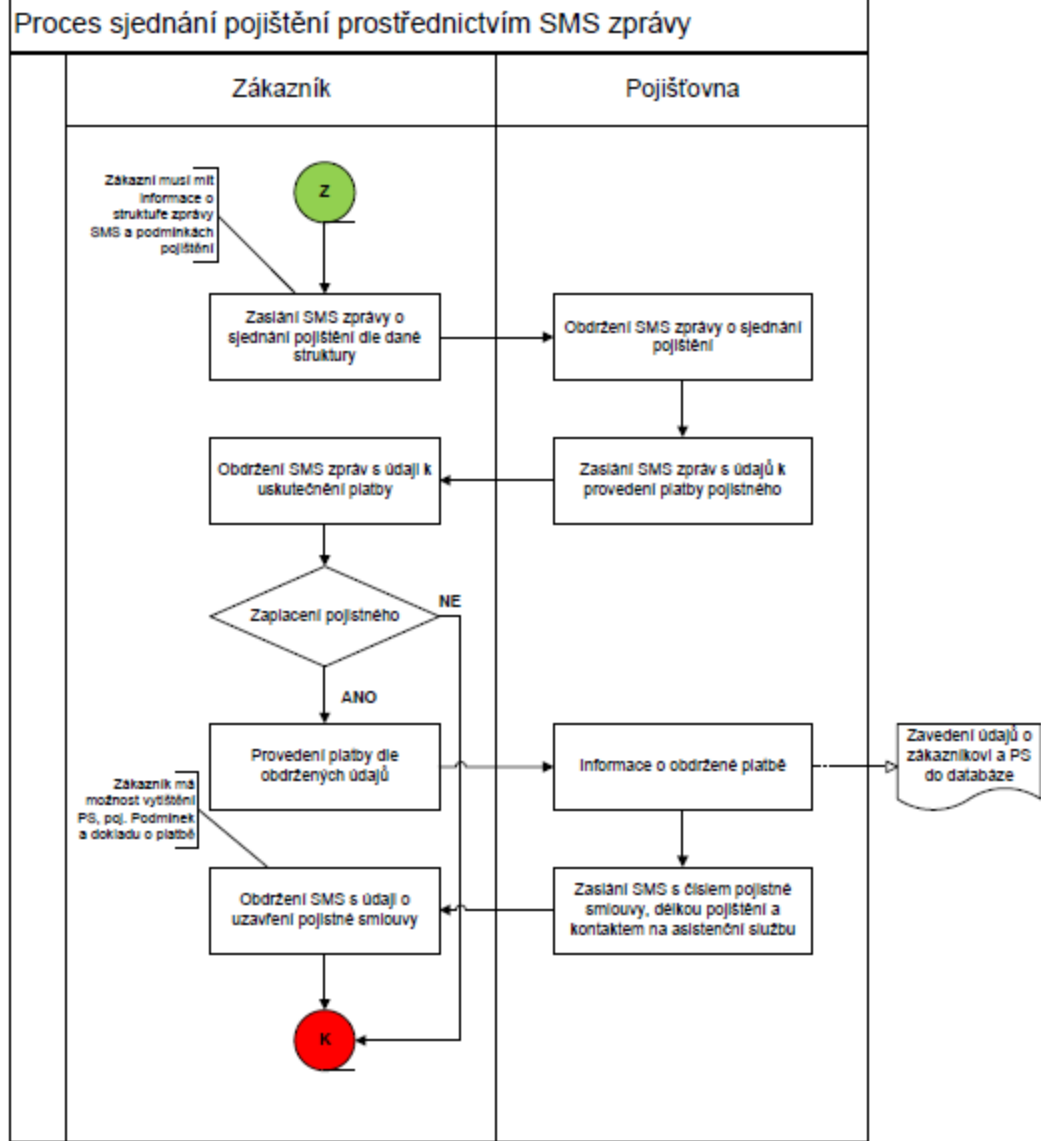 Proces sjednání pojištění prostřednictvím SMS zprávy
Zákazník
Pojišťovna
Zákazní musí mít
informace o
struktuře zprávy
SMS a podmínkách
pojištění
Z
Zaslání SMS zprávy o
sjednání pojištění dle dané
struktury
Obdržení SMS zprávy o sjednání
pojištění
Obdržení SMS zpráv s údaji k
uskutečnění platby
Zaslání SMS zpráv s údajů k
provedení platby pojistného
Zaplacení pojistného
NE
ANO
Provedení platby dle
obdržených údajů
Informace o obdržené platbě
Zavedení údajů o
zákazníkovi a PS
do databáze
Zákazník má
možnost vytištění
PS, poj. Podmínek
a dokladu o platbě
Obdržení SMS s údaji o
uzavření pojistné smlouvy
Zaslání SMS s číslem pojistné
smlouvy, délkou pojištění a
kontaktem na asistenční službu
K